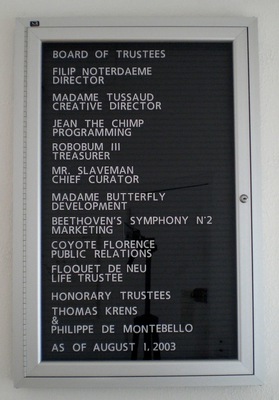 BOARD OF TRUSTEES
FILIP NOTERDAEME
DIRECTOR
MADAME TUSSAUD
CREATIVE DIRECTOR
JEAN THE CHIMP
PROGRAMMING
ROBOBUM III
TREASURER
MR. SLAVEMAN
CHIEF CURATOR
MADAME BUTTERFLY
DEVELOPMENT
BEETHOVEN'S SYMPHONY N°2
MARKETING
COYOTE FLORENCE
PUBLIC RELATIONS
FLOQUET DE NEU
LIFE TRUSTEE
HONORARY TRUSTEES
THOMAS KRENS
&
PHILIPPE DE MONTEBELLO
AS OF AUGUST 1, 2003